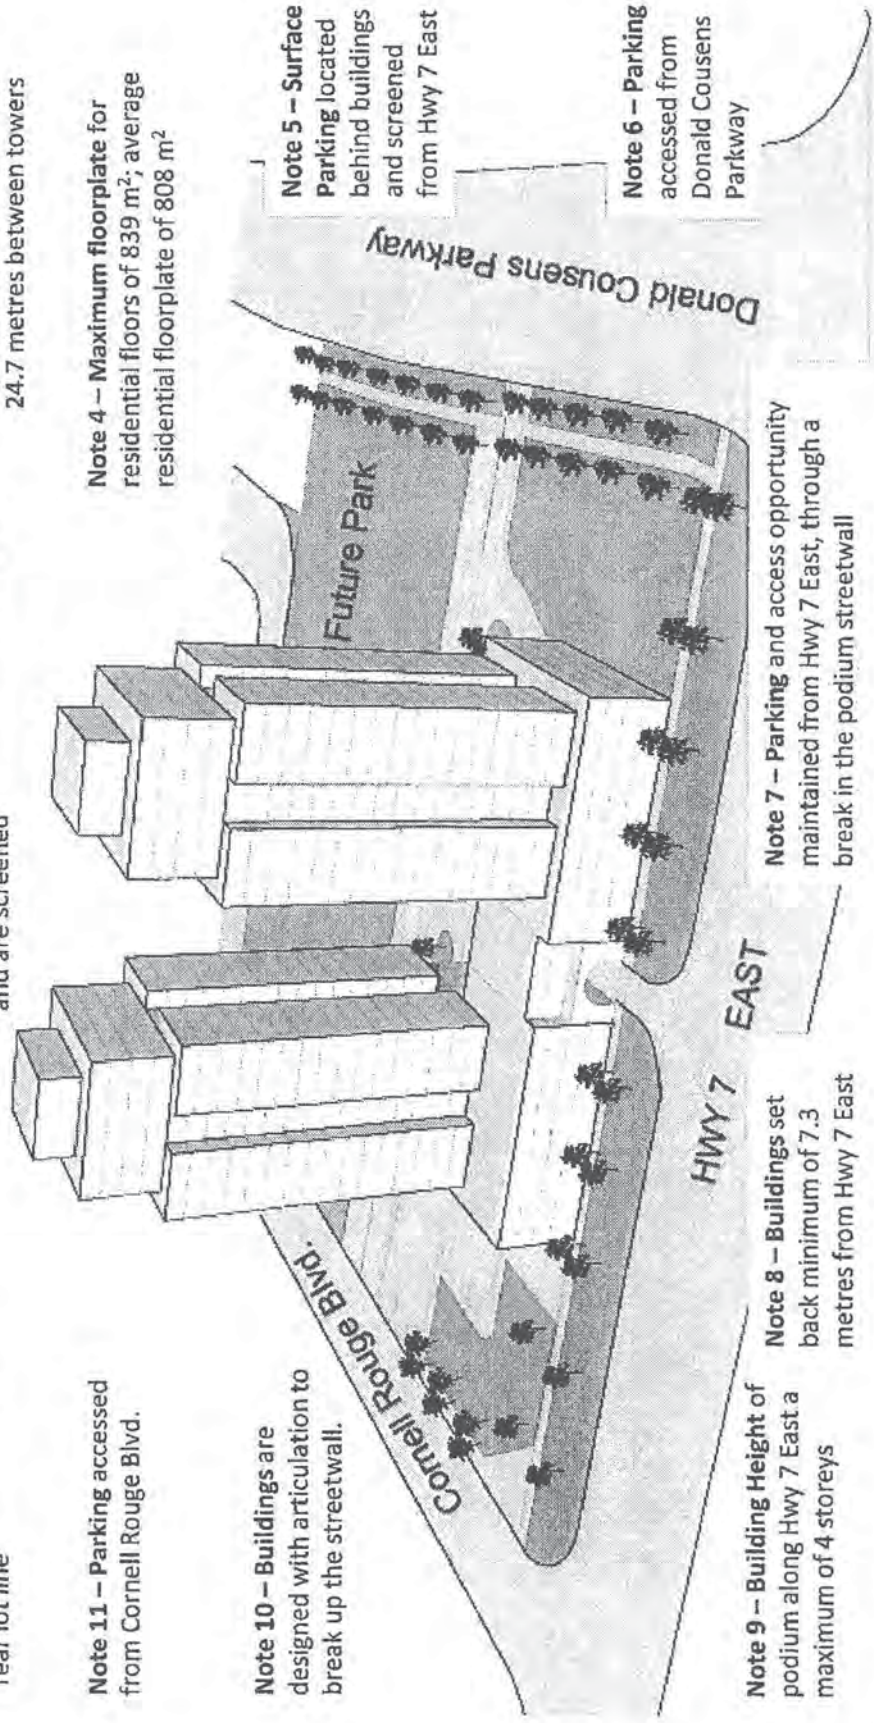 rear lot line
and are screened
24.7 metres between towers
Note 11 – Parking accessed
from Cornell Rouge Blvd.
Note 10 – Buildings are
designed with articulation to
break up the streetwall.
Note 4 – Maximum floorplate for
residential floors of 839 m²; average
residential floorplate of 808 m²
Note 5 – Surface
Parking located
behind buildings
and screened
from Hwy 7 East
Note 6 – Parking
accessed from
Donald Cousens
Parkway
Cornell Rouge Blvd.
Future Park
Donald Cousens Parkway
HWY 7 EAST
Note 9 – Building Height of
podium along Hwy 7 East a
maximum of 4 storeys
Note 8 – Buildings set
back minimum of 7.3
metres from Hwy 7 East
Note 7 – Parking and access opportunity
maintained from Hwy 7 East, through a
break in the podium streetwall